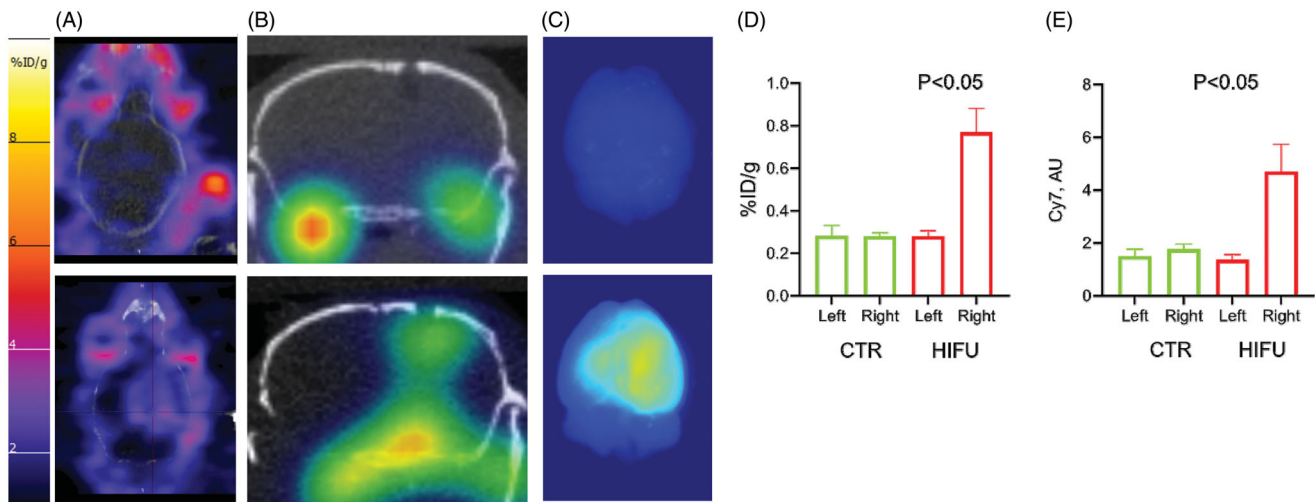 (A)
(B)
(C)
(D)
(E)
%ID/g
8
6
4
2
P<0.05
%ID/g
1.0
0.8
0.6
0.4
0.2
0.0
Left Right Left Right
CTR HIFU
P<0.05
Cy7, AU
8
6
4
2
0
Left Right Left Right
CTR HIFU